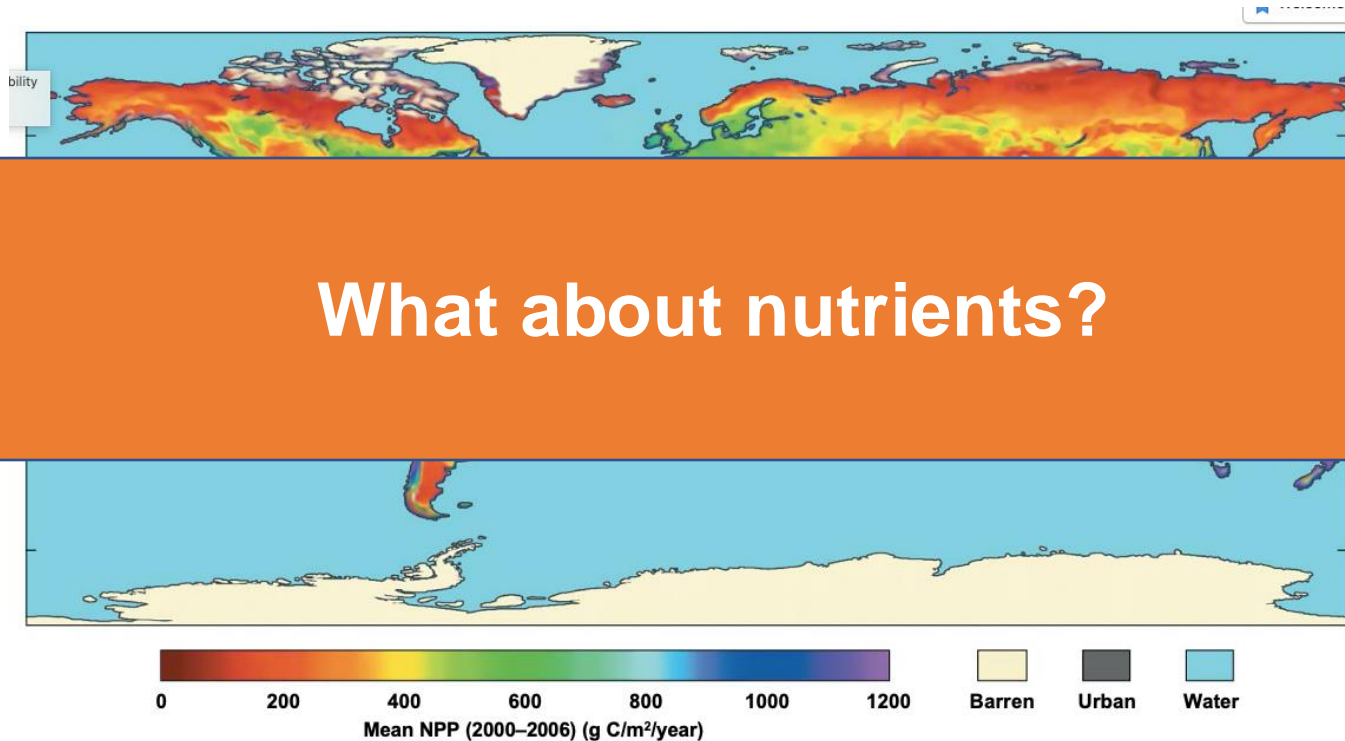 bility
What about nutrients?
0 200 400 600 800 1000 1200
Barren Urban Water
Mean NPP (2000–2006) (g C/m²/year)